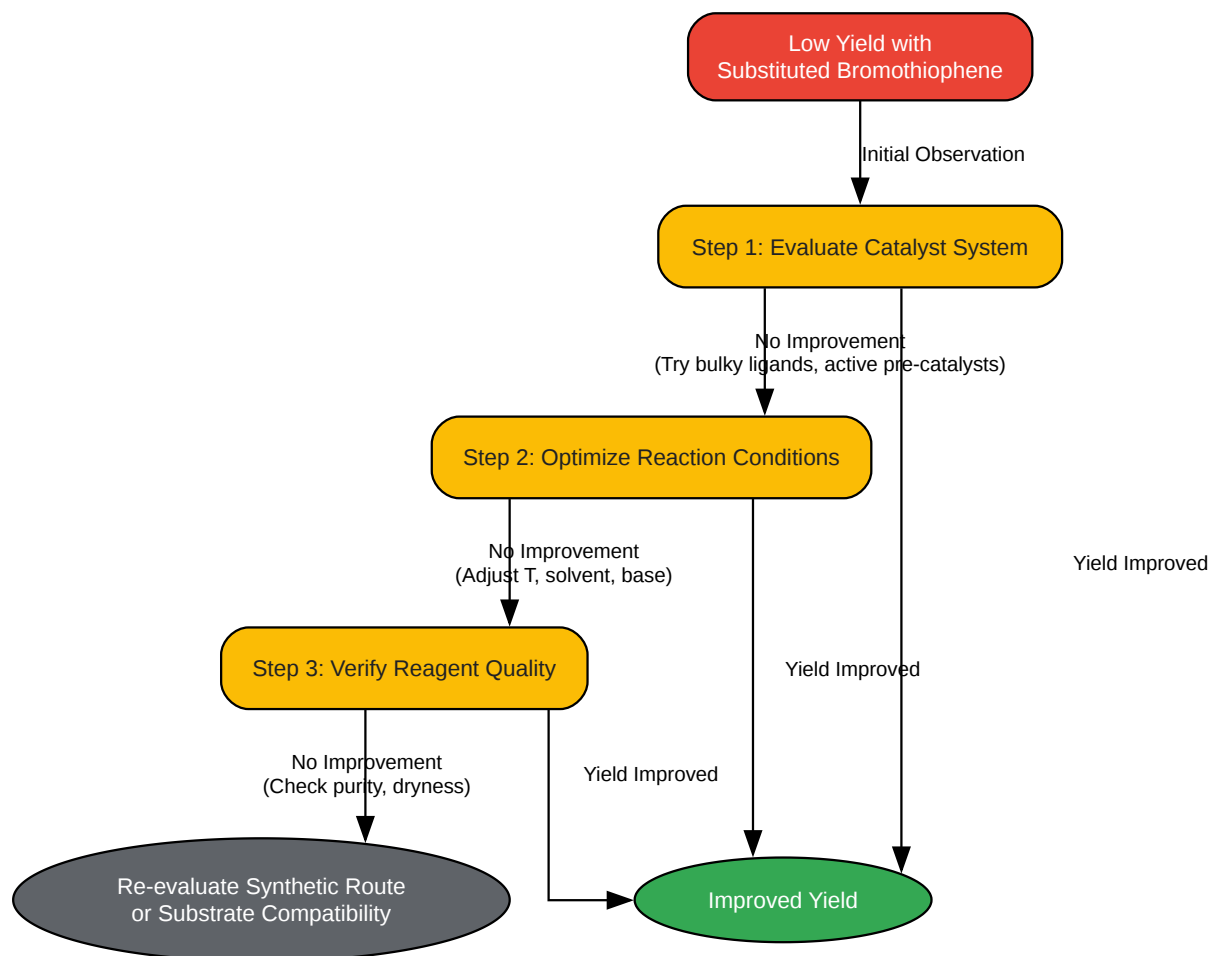 Low Yield with
Substituted Bromothiophene
Initial Observation
Step 1: Evaluate Catalyst System
No Improvement
(Try bulky ligands, active pre-catalysts)
Step 2: Optimize Reaction Conditions
No Improvement
(Adjust T, solvent, base)
Yield Improved
Step 3: Verify Reagent Quality
Yield Improved
No Improvement
(Check purity, dryness)
Yield Improved
Re-evaluate Synthetic Route
or Substrate Compatibility
Improved Yield